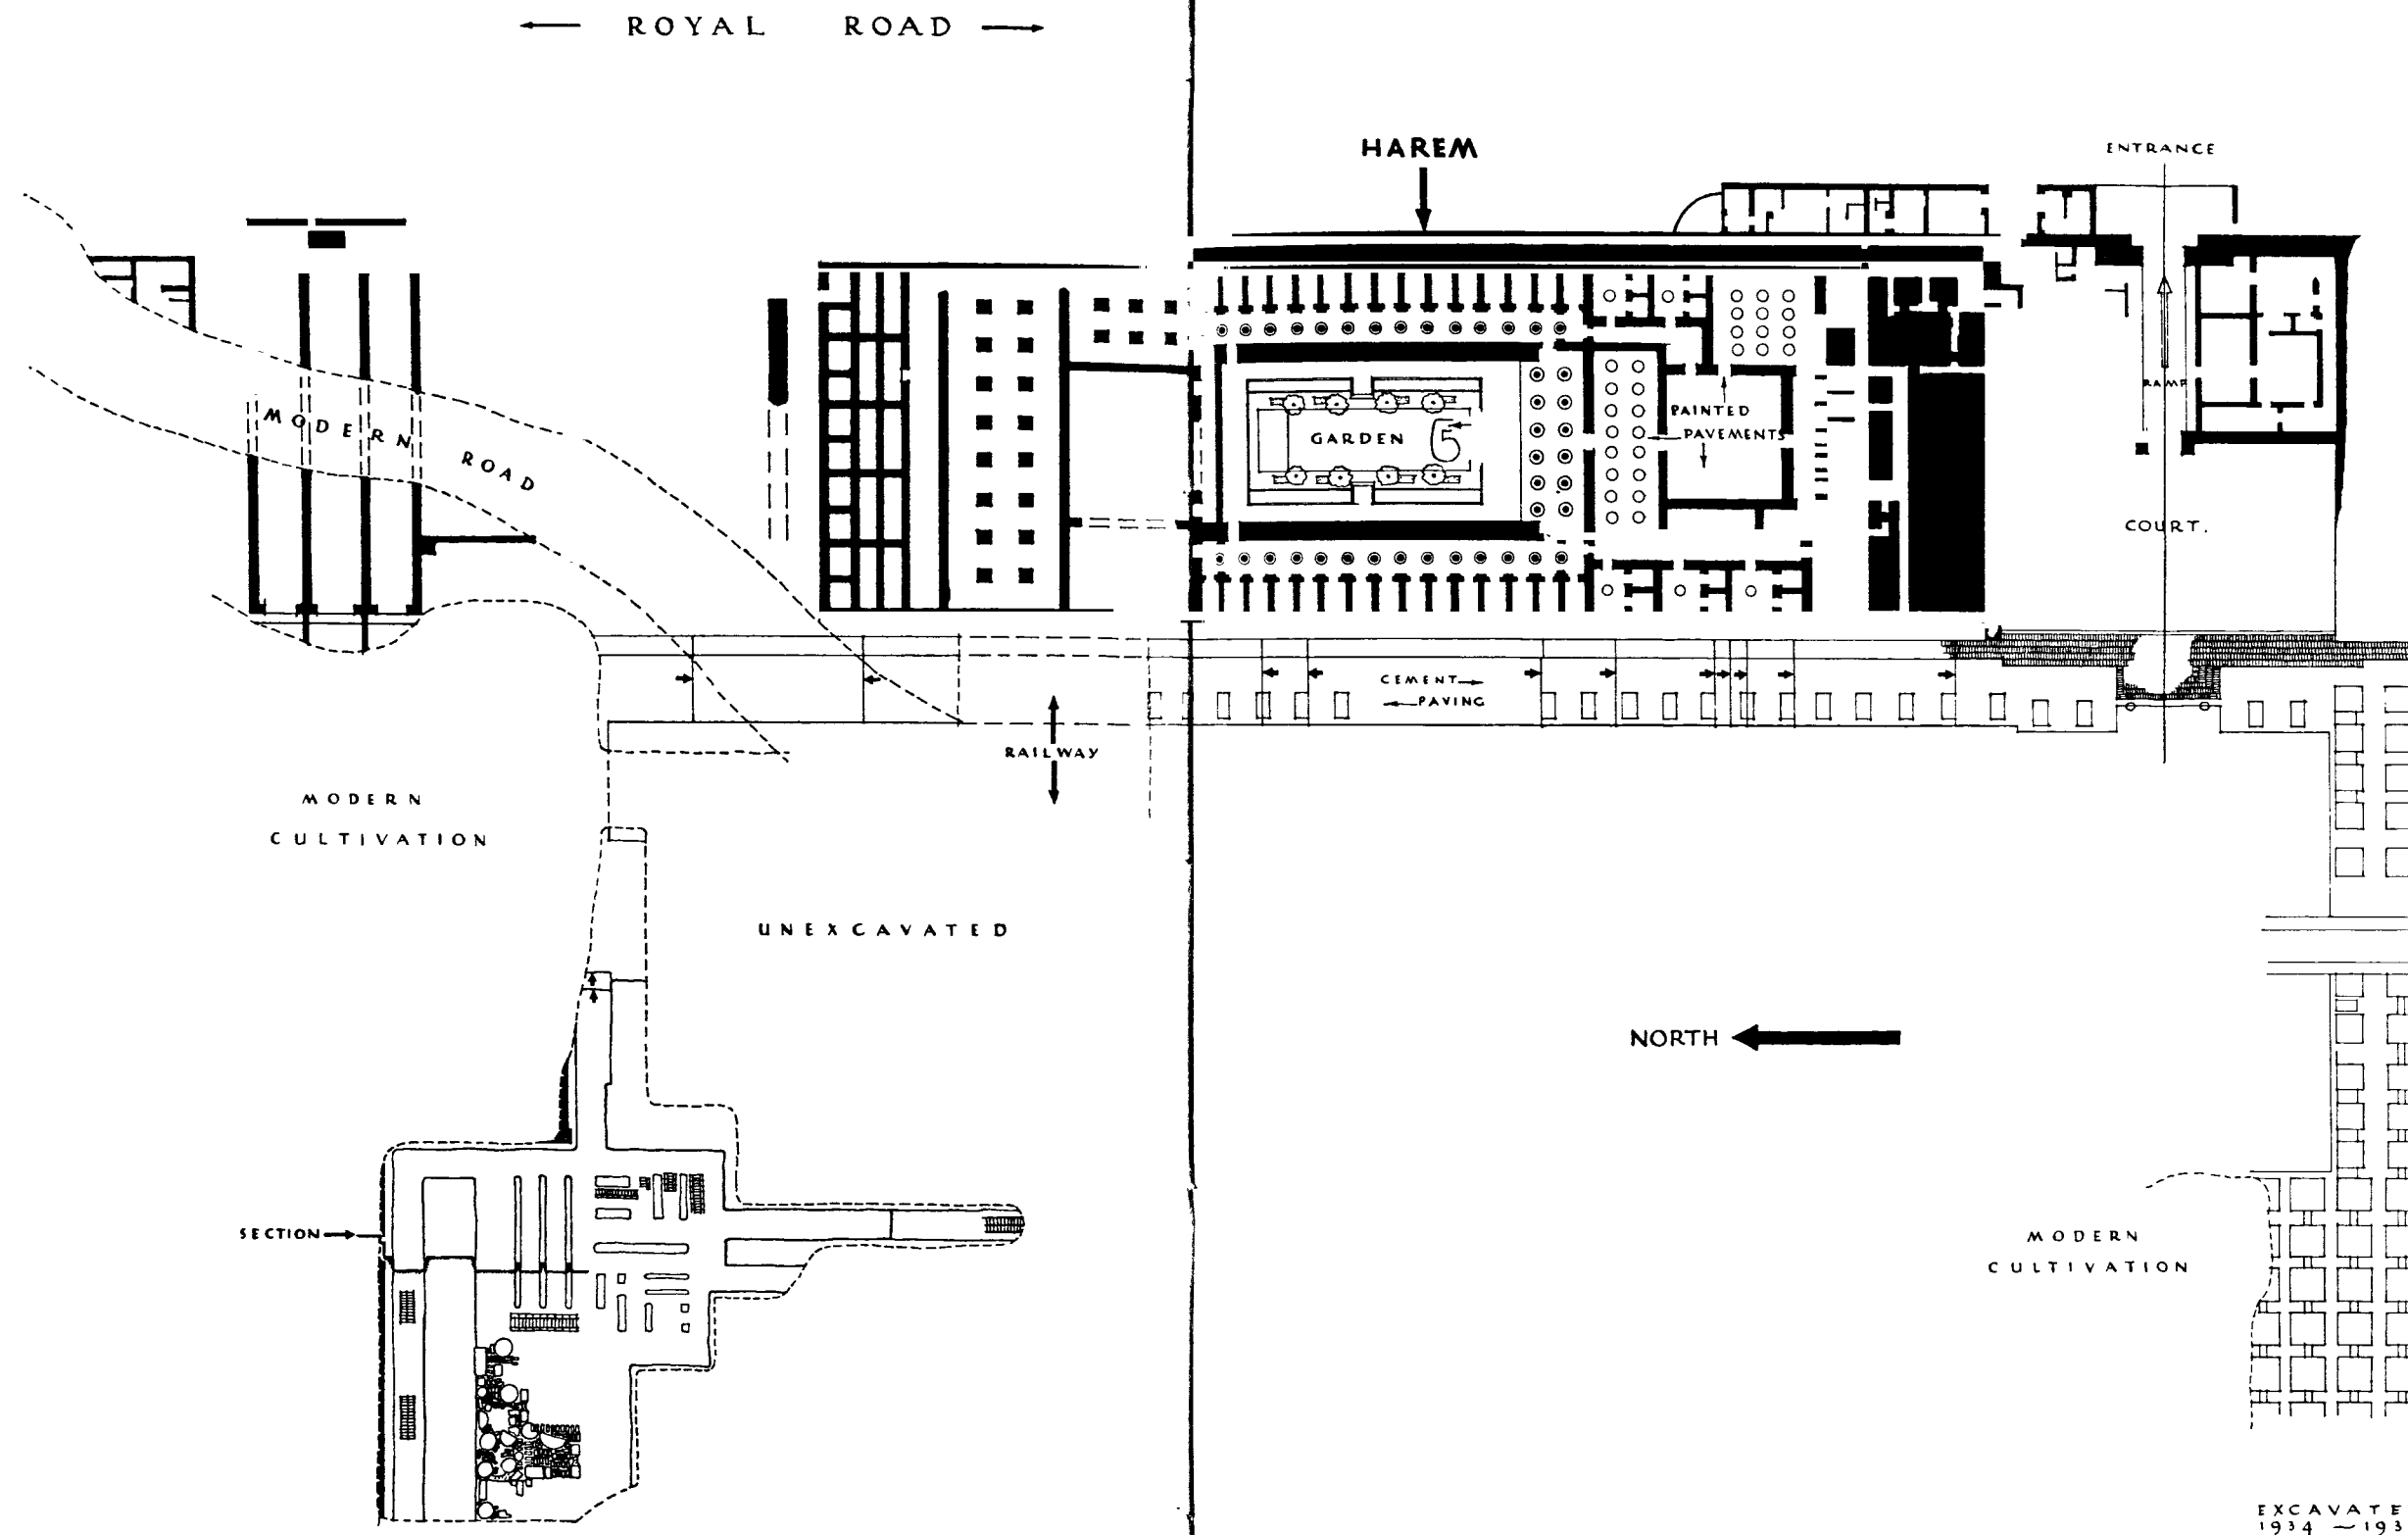 ROYAL ROAD
HAREM
ENTRANCE
MODERN ROAD
PAINTED
PAVEMENTS
GARDEN
RAMP
COURT.
CEMENT
PAVING
RAILWAY
MODERN
CULTIVATION
UNEXCAVATED
NORTH
SECTION
MODERN
CULTIVATION
EXCAVATE
1934 ~ 193